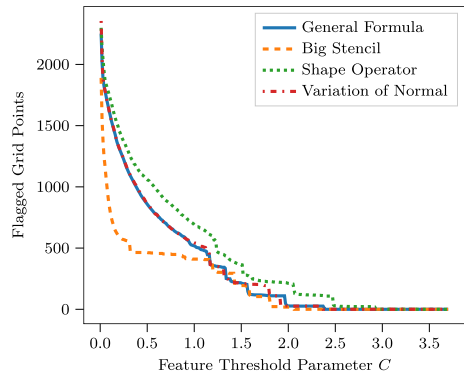 General Formula
Big Stencil
Shape Operator
Variation of Normal
Flagged Grid Points
2000
1500
1000
500
0
0.0 0.5 1.0 1.5 2.0 2.5 3.0 3.5
Feature Threshold Parameter C